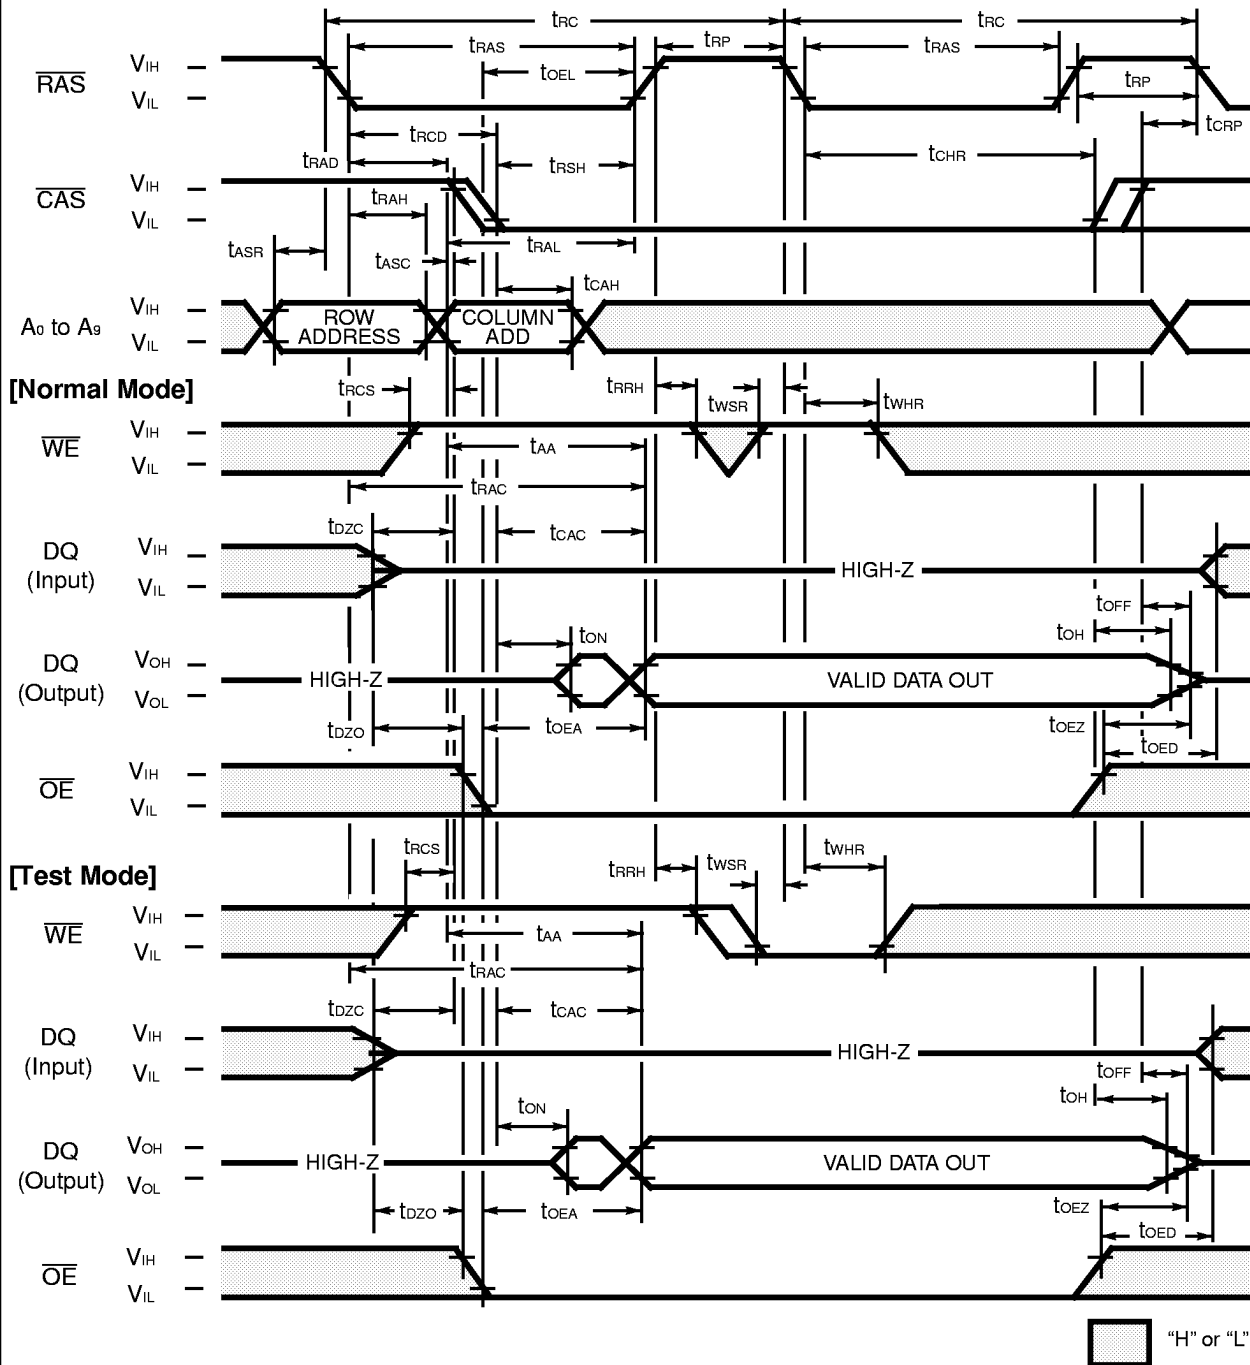 tRC tRC
tRAS tRP tRAS
RAS VIH tOEL tRP
VIL
tRCD tCRP
tRAD tRSH tCHR
CAS VIH
tRAH
VIL
tASR tRAL
tASC
tCAH
A0 to A9 VIH ROW ADDRESS COLUMN ADD
VIL
[Normal Mode] tRCS tRRH tWSR tWHR
WE VIH
tAA
VIL
tRAC
tDZC tCAC
DQ (Input) VIH
HIGH-Z
VIL
tOFF
tON tOH
DQ (Output) VOH
HIGH-Z VALID DATA OUT
VOL
tDZO tOEA tOEZ
tOED
OE VIH
VIL
tRCS tRRH tWSR tWHR
[Test Mode]
WE VIH
tAA
VIL
tRAC
tDZC tCAC
DQ (Input) VIH
HIGH-Z
VIL
tOFF
tON tOH
DQ (Output) VOH
HIGH-Z VALID DATA OUT
VOL
tDZO tOEA tOEZ
tOED
OE VIH
VIL
“H” or “L”